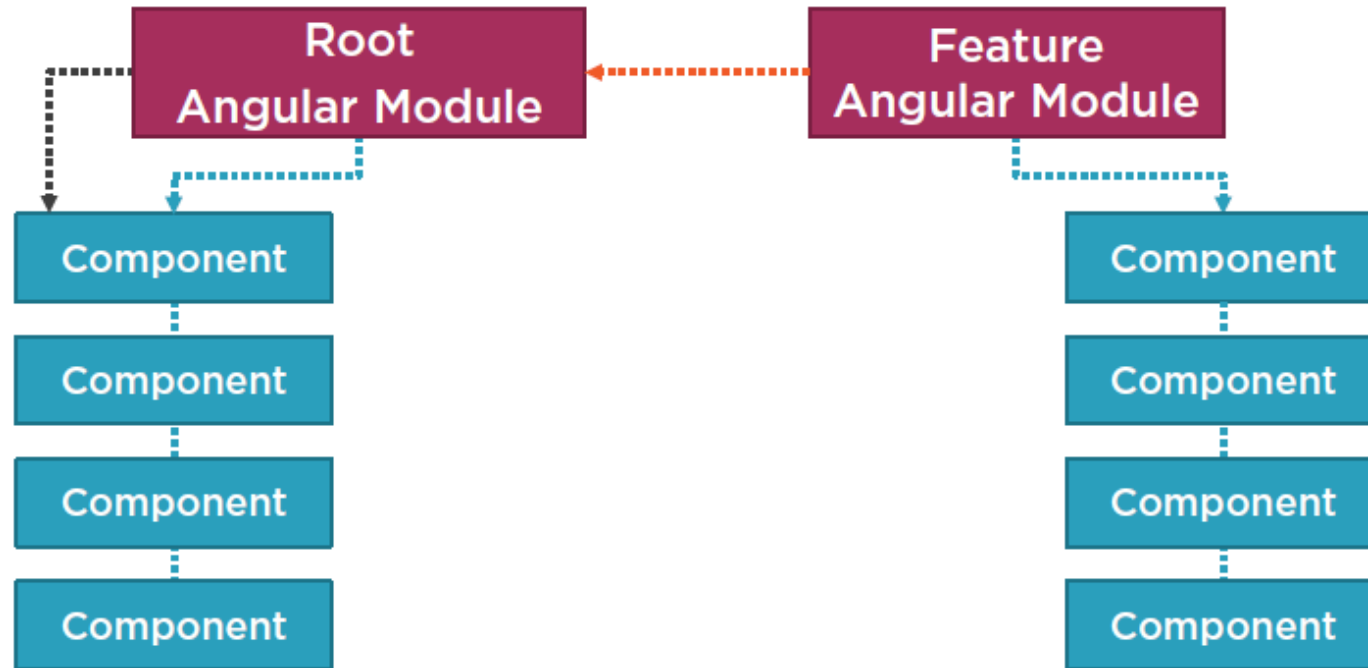 Root
Angular Module
Feature
Angular Module
Component
Component
Component
Component
Component
Component
Component
Component